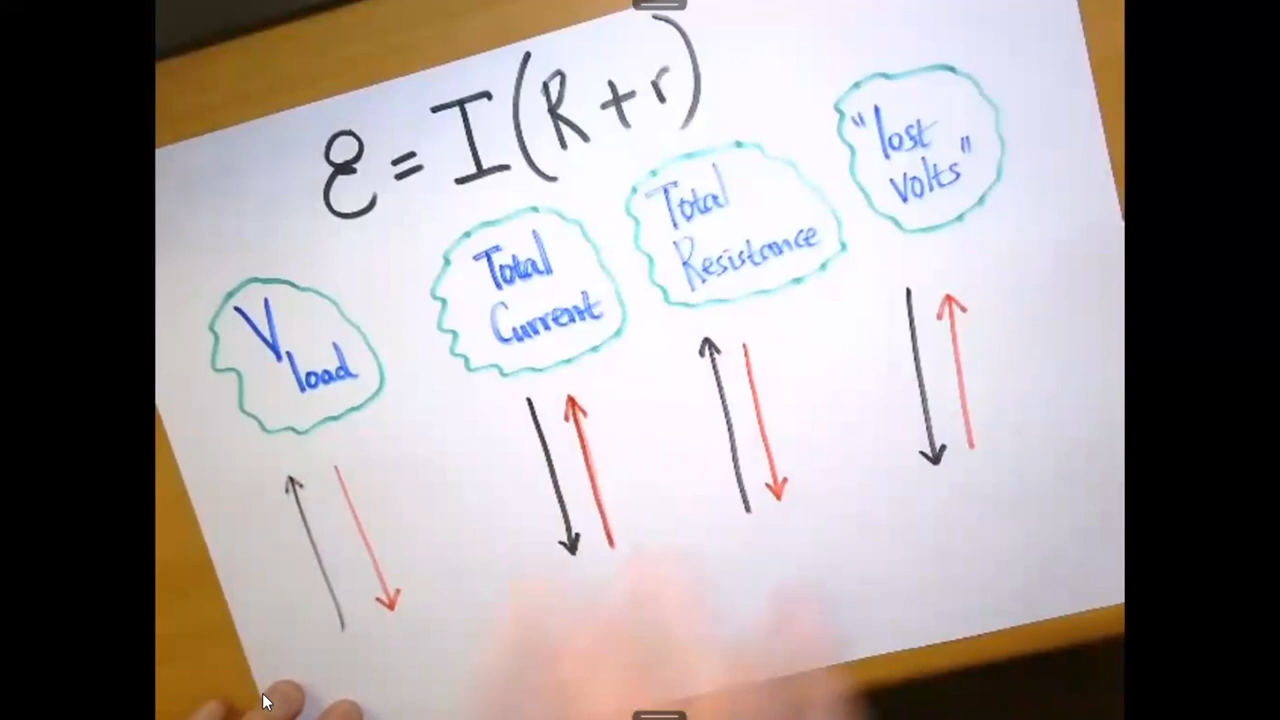 Ɛ = I(R + r)
V load
Total
Current
Total
Resistance
"lost
volts"